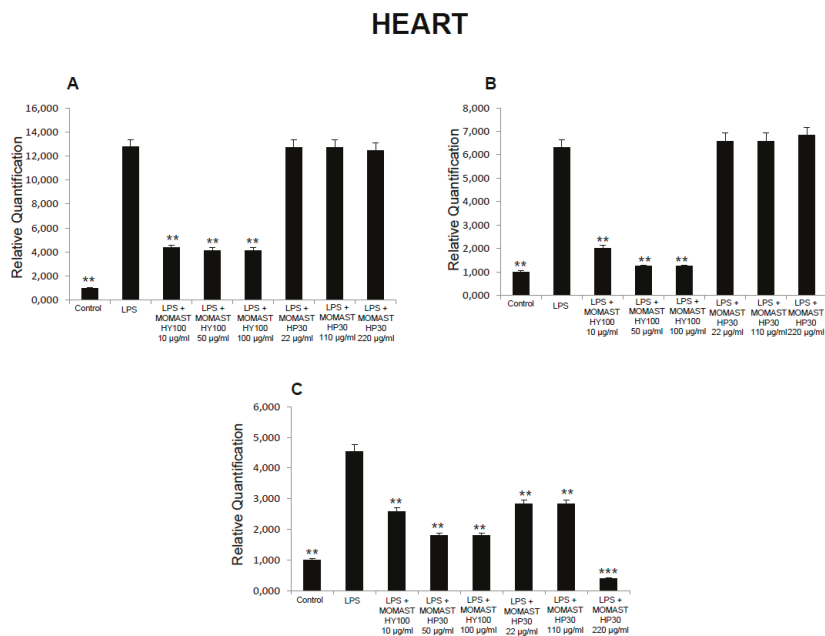 HEART
A
Relative Quantification
16,000
14,000
12,000
10,000
8,000
6,000
4,000
2,000
0,000
**
**
**
**
Control
LPS
LPS +
MOMAST
HY100
10 µg/ml
LPS +
MOMAST
HY100
50 µg/ml
LPS +
MOMAST
HY100
100 µg/ml
LPS +
MOMAST
HP30
22 µg/ml
LPS +
MOMAST
HP30
110 µg/ml
LPS +
MOMAST
HP30
220 µg/ml
B
Relative Quantification
8,000
7,000
6,000
5,000
4,000
3,000
2,000
1,000
0,000
**
**
**
**
Control
LPS
LPS +
MOMAST
HY100
10 µg/ml
LPS +
MOMAST
HY100
50 µg/ml
LPS +
MOMAST
HY100
100 µg/ml
LPS +
MOMAST
HP30
22 µg/ml
LPS +
MOMAST
HP30
110 µg/ml
LPS +
MOMAST
HP30
220 µg/ml
C
Relative Quantification
6,000
5,000
4,000
3,000
2,000
1,000
0,000
**
**
**
**
**
**
***
Control
LPS
LPS +
MOMAST
HY100
10 µg/ml
LPS +
MOMAST
HP30
50 µg/ml
LPS +
MOMAST
HY100
100 µg/ml
LPS +
MOMAST
HP30
22 µg/ml
LPS +
MOMAST
HP30
110 µg/ml
LPS +
MOMAST
HP30
220 µg/ml